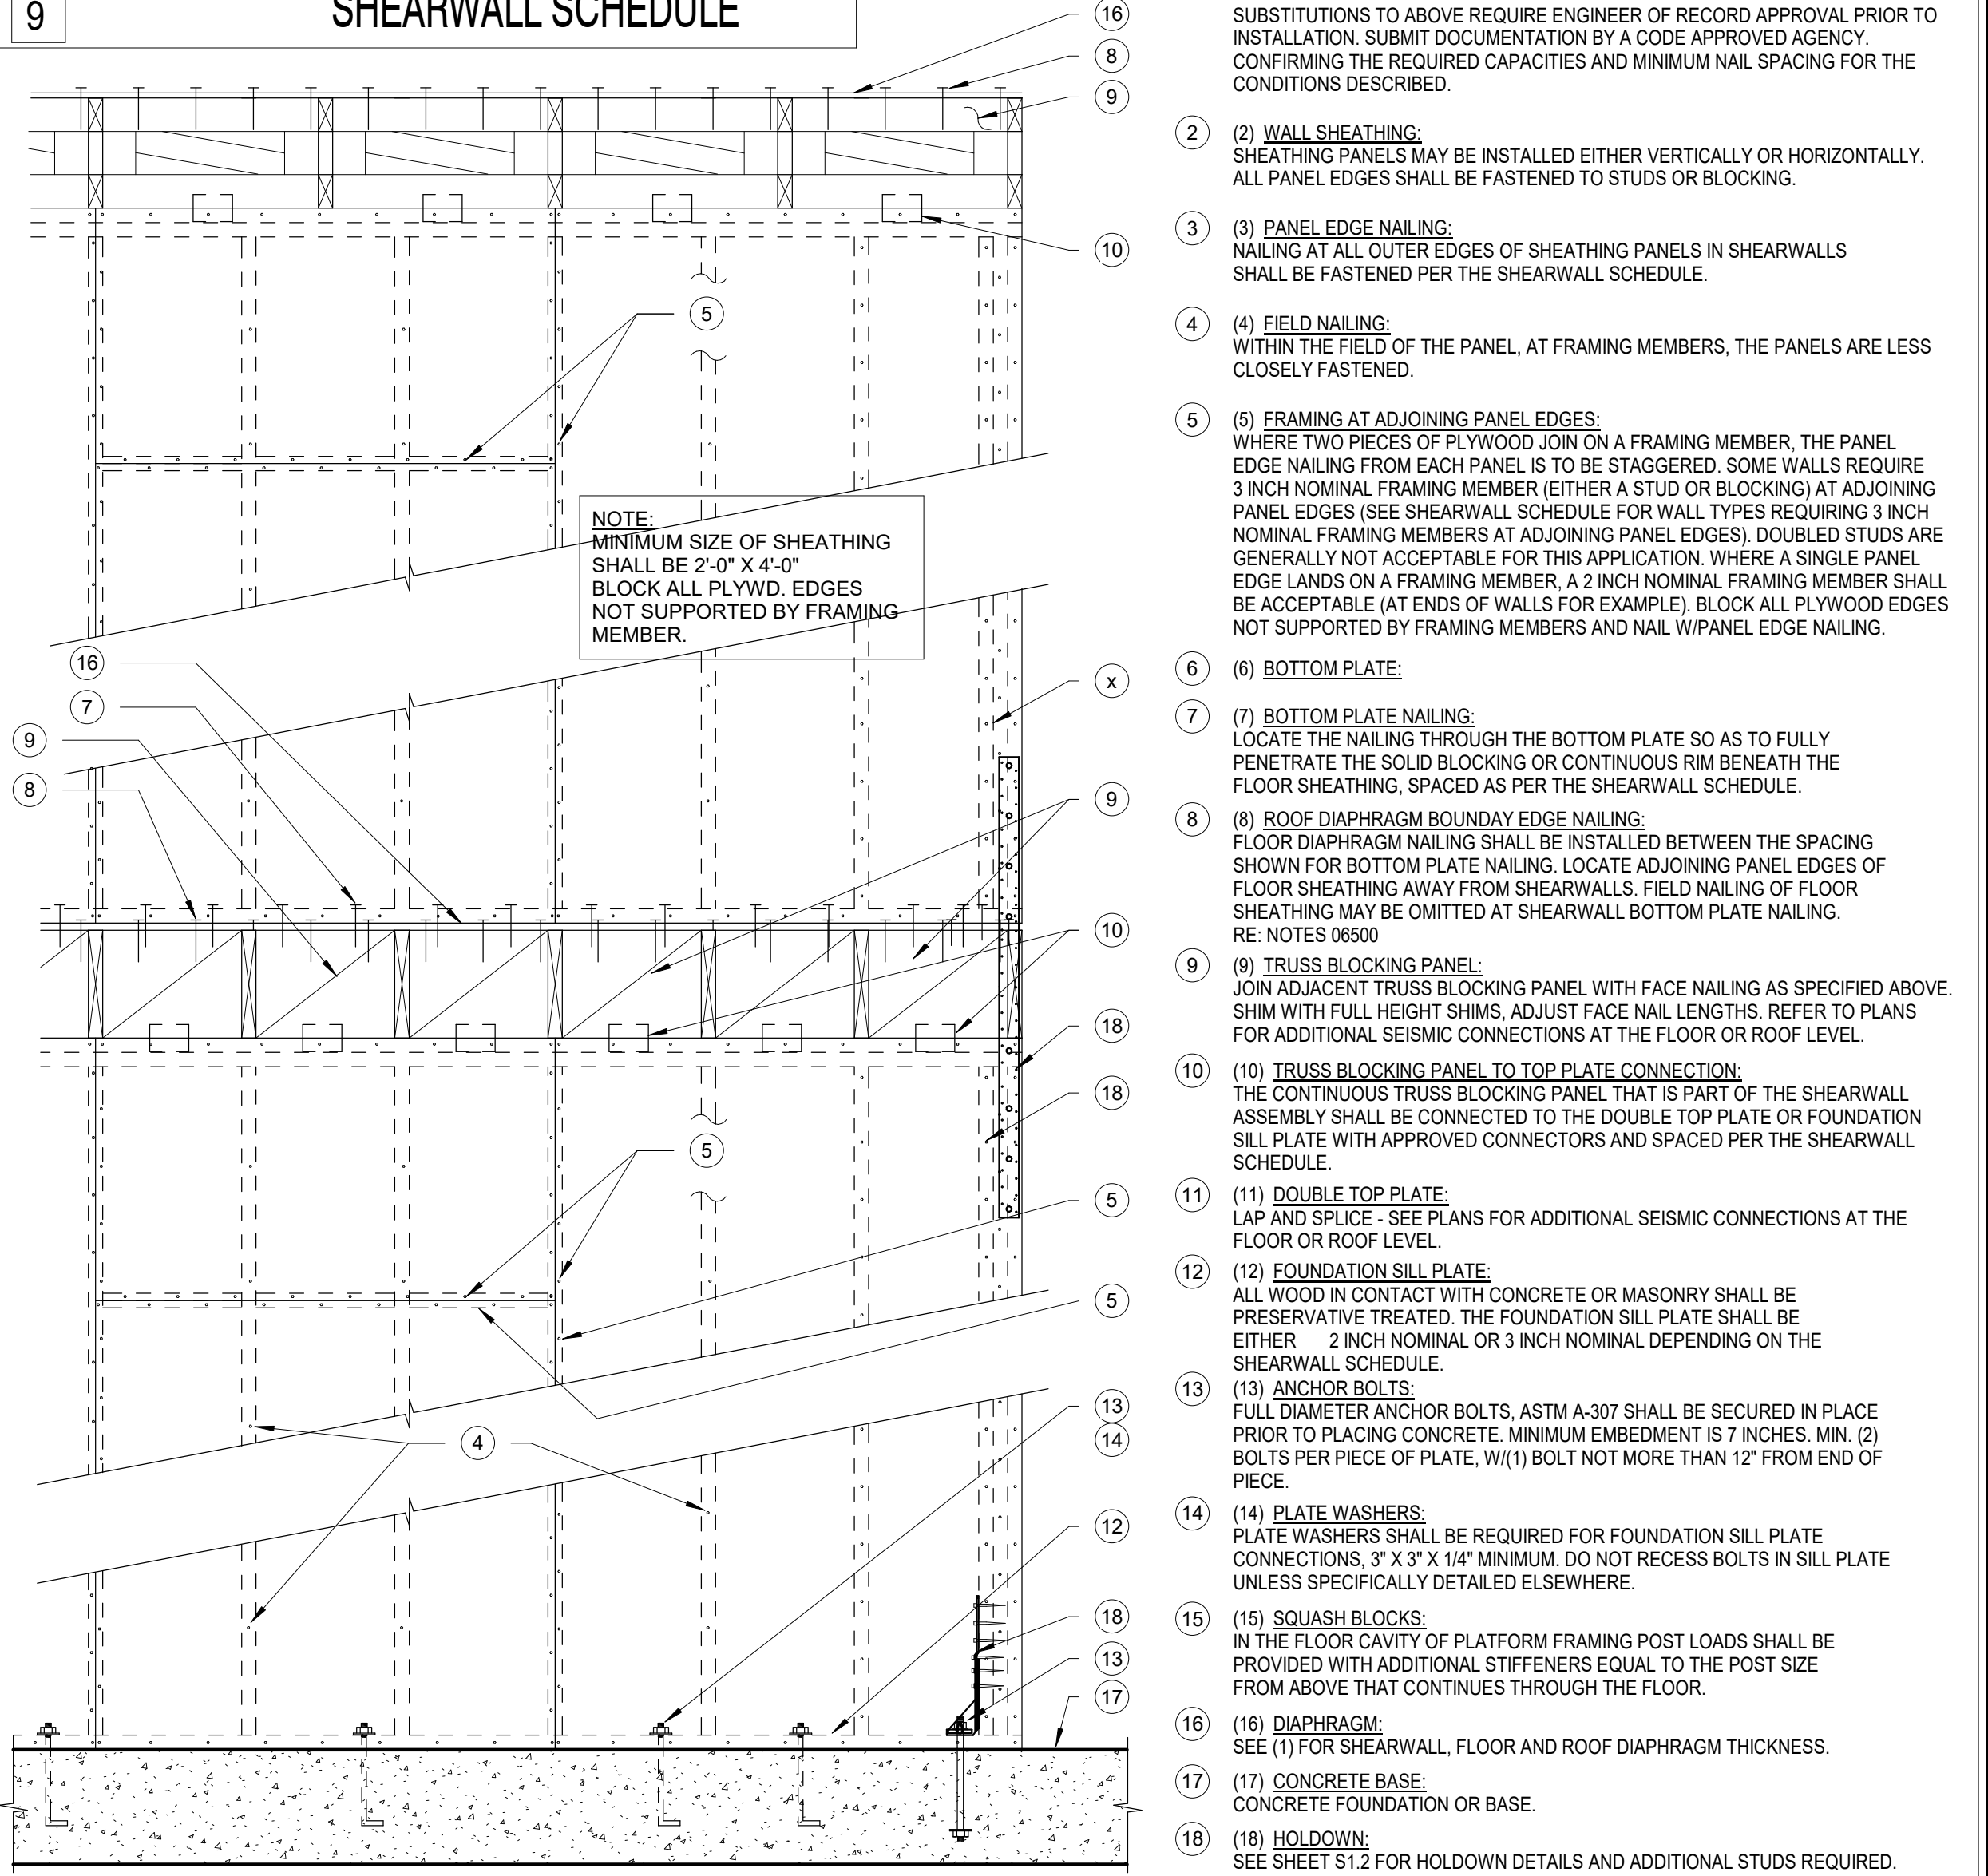 9
SHEARWALL SCHEDULE
16
8
9
10
5
NOTE:
MINIMUM SIZE OF SHEATHING
SHALL BE 2'-0" X 4'-0"
BLOCK ALL PLYWD. EDGES
NOT SUPPORTED BY FRAMING
MEMBER.
16
7
9
8
x
9
10
18
18
5
5
5
4
13
14
12
18
13
17
SUBSTITUTIONS TO ABOVE REQUIRE ENGINEER OF RECORD APPROVAL PRIOR TO
INSTALLATION. SUBMIT DOCUMENTATION BY A CODE APPROVED AGENCY.
CONFIRMING THE REQUIRED CAPACITIES AND MINIMUM NAIL SPACING FOR THE
CONDITIONS DESCRIBED.
2 (2) WALL SHEATHING:
SHEATHING PANELS MAY BE INSTALLED EITHER VERTICALLY OR HORIZONTALLY.
ALL PANEL EDGES SHALL BE FASTENED TO STUDS OR BLOCKING.
3 (3) PANEL EDGE NAILING:
NAILING AT ALL OUTER EDGES OF SHEATHING PANELS IN SHEARWALLS
SHALL BE FASTENED PER THE SHEARWALL SCHEDULE.
4 (4) FIELD NAILING:
WITHIN THE FIELD OF THE PANEL, AT FRAMING MEMBERS, THE PANELS ARE LESS
CLOSELY FASTENED.
5 (5) FRAMING AT ADJOINING PANEL EDGES:
WHERE TWO PIECES OF PLYWOOD JOIN ON A FRAMING MEMBER, THE PANEL
EDGE NAILING FROM EACH PANEL IS TO BE STAGGERED. SOME WALLS REQUIRE
3 INCH NOMINAL FRAMING MEMBER (EITHER A STUD OR BLOCKING) AT ADJOINING
PANEL EDGES (SEE SHEARWALL SCHEDULE FOR WALL TYPES REQUIRING 3 INCH
NOMINAL FRAMING MEMBERS AT ADJOINING PANEL EDGES). DOUBLED STUDS ARE
GENERALLY NOT ACCEPTABLE FOR THIS APPLICATION. WHERE A SINGLE PANEL
EDGE LANDS ON A FRAMING MEMBER, A 2 INCH NOMINAL FRAMING MEMBER SHALL
BE ACCEPTABLE (AT ENDS OF WALLS FOR EXAMPLE). BLOCK ALL PLYWOOD EDGES
NOT SUPPORTED BY FRAMING MEMBERS AND NAIL W/PANEL EDGE NAILING.
6 (6) BOTTOM PLATE:
7 (7) BOTTOM PLATE NAILING:
LOCATE THE NAILING THROUGH THE BOTTOM PLATE SO AS TO FULLY
PENETRATE THE SOLID BLOCKING OR CONTINUOUS RIM BENEATH THE
FLOOR SHEATHING, SPACED AS PER THE SHEARWALL SCHEDULE.
8 (8) ROOF DIAPHRAGM BOUNDAY EDGE NAILING:
FLOOR DIAPHRAGM NAILING SHALL BE INSTALLED BETWEEN THE SPACING
SHOWN FOR BOTTOM PLATE NAILING. LOCATE ADJOINING PANEL EDGES OF
FLOOR SHEATHING AWAY FROM SHEARWALLS. FIELD NAILING OF FLOOR
SHEATHING MAY BE OMITTED AT SHEARWALL BOTTOM PLATE NAILING.
RE: NOTES 06500
9 (9) TRUSS BLOCKING PANEL:
JOIN ADJACENT TRUSS BLOCKING PANEL WITH FACE NAILING AS SPECIFIED ABOVE.
SHIM WITH FULL HEIGHT SHIMS, ADJUST FACE NAIL LENGTHS. REFER TO PLANS
FOR ADDITIONAL SEISMIC CONNECTIONS AT THE FLOOR OR ROOF LEVEL.
10 (10) TRUSS BLOCKING PANEL TO TOP PLATE CONNECTION:
THE CONTINUOUS TRUSS BLOCKING PANEL THAT IS PART OF THE SHEARWALL
ASSEMBLY SHALL BE CONNECTED TO THE DOUBLE TOP PLATE OR FOUNDATION
SILL PLATE WITH APPROVED CONNECTORS AND SPACED PER THE SHEARWALL
SCHEDULE.
11 (11) DOUBLE TOP PLATE:
LAP AND SPLICE - SEE PLANS FOR ADDITIONAL SEISMIC CONNECTIONS AT THE
FLOOR OR ROOF LEVEL.
12 (12) FOUNDATION SILL PLATE:
ALL WOOD IN CONTACT WITH CONCRETE OR MASONRY SHALL BE
PRESERVATIVE TREATED. THE FOUNDATION SILL PLATE SHALL BE
EITHER 2 INCH NOMINAL OR 3 INCH NOMINAL DEPENDING ON THE
SHEARWALL SCHEDULE.
13 (13) ANCHOR BOLTS:
FULL DIAMETER ANCHOR BOLTS, ASTM A-307 SHALL BE SECURED IN PLACE
PRIOR TO PLACING CONCRETE. MINIMUM EMBEDMENT IS 7 INCHES. MIN. (2)
BOLTS PER PIECE OF PLATE, W/(1) BOLT NOT MORE THAN 12" FROM END OF
PIECE.
14 (14) PLATE WASHERS:
PLATE WASHERS SHALL BE REQUIRED FOR FOUNDATION SILL PLATE
CONNECTIONS, 3" X 3" X 1/4" MINIMUM. DO NOT RECESS BOLTS IN SILL PLATE
UNLESS SPECIFICALLY DETAILED ELSEWHERE.
15 (15) SQUASH BLOCKS:
IN THE FLOOR CAVITY OF PLATFORM FRAMING POST LOADS SHALL BE
PROVIDED WITH ADDITIONAL STIFFENERS EQUAL TO THE POST SIZE
FROM ABOVE THAT CONTINUES THROUGH THE FLOOR.
16 (16) DIAPHRAGM:
SEE (1) FOR SHEARWALL, FLOOR AND ROOF DIAPHRAGM THICKNESS.
17 (17) CONCRETE BASE:
CONCRETE FOUNDATION OR BASE.
18 (18) HOLDOWN:
SEE SHEET S1.2 FOR HOLDOWN DETAILS AND ADDITIONAL STUDS REQUIRED.